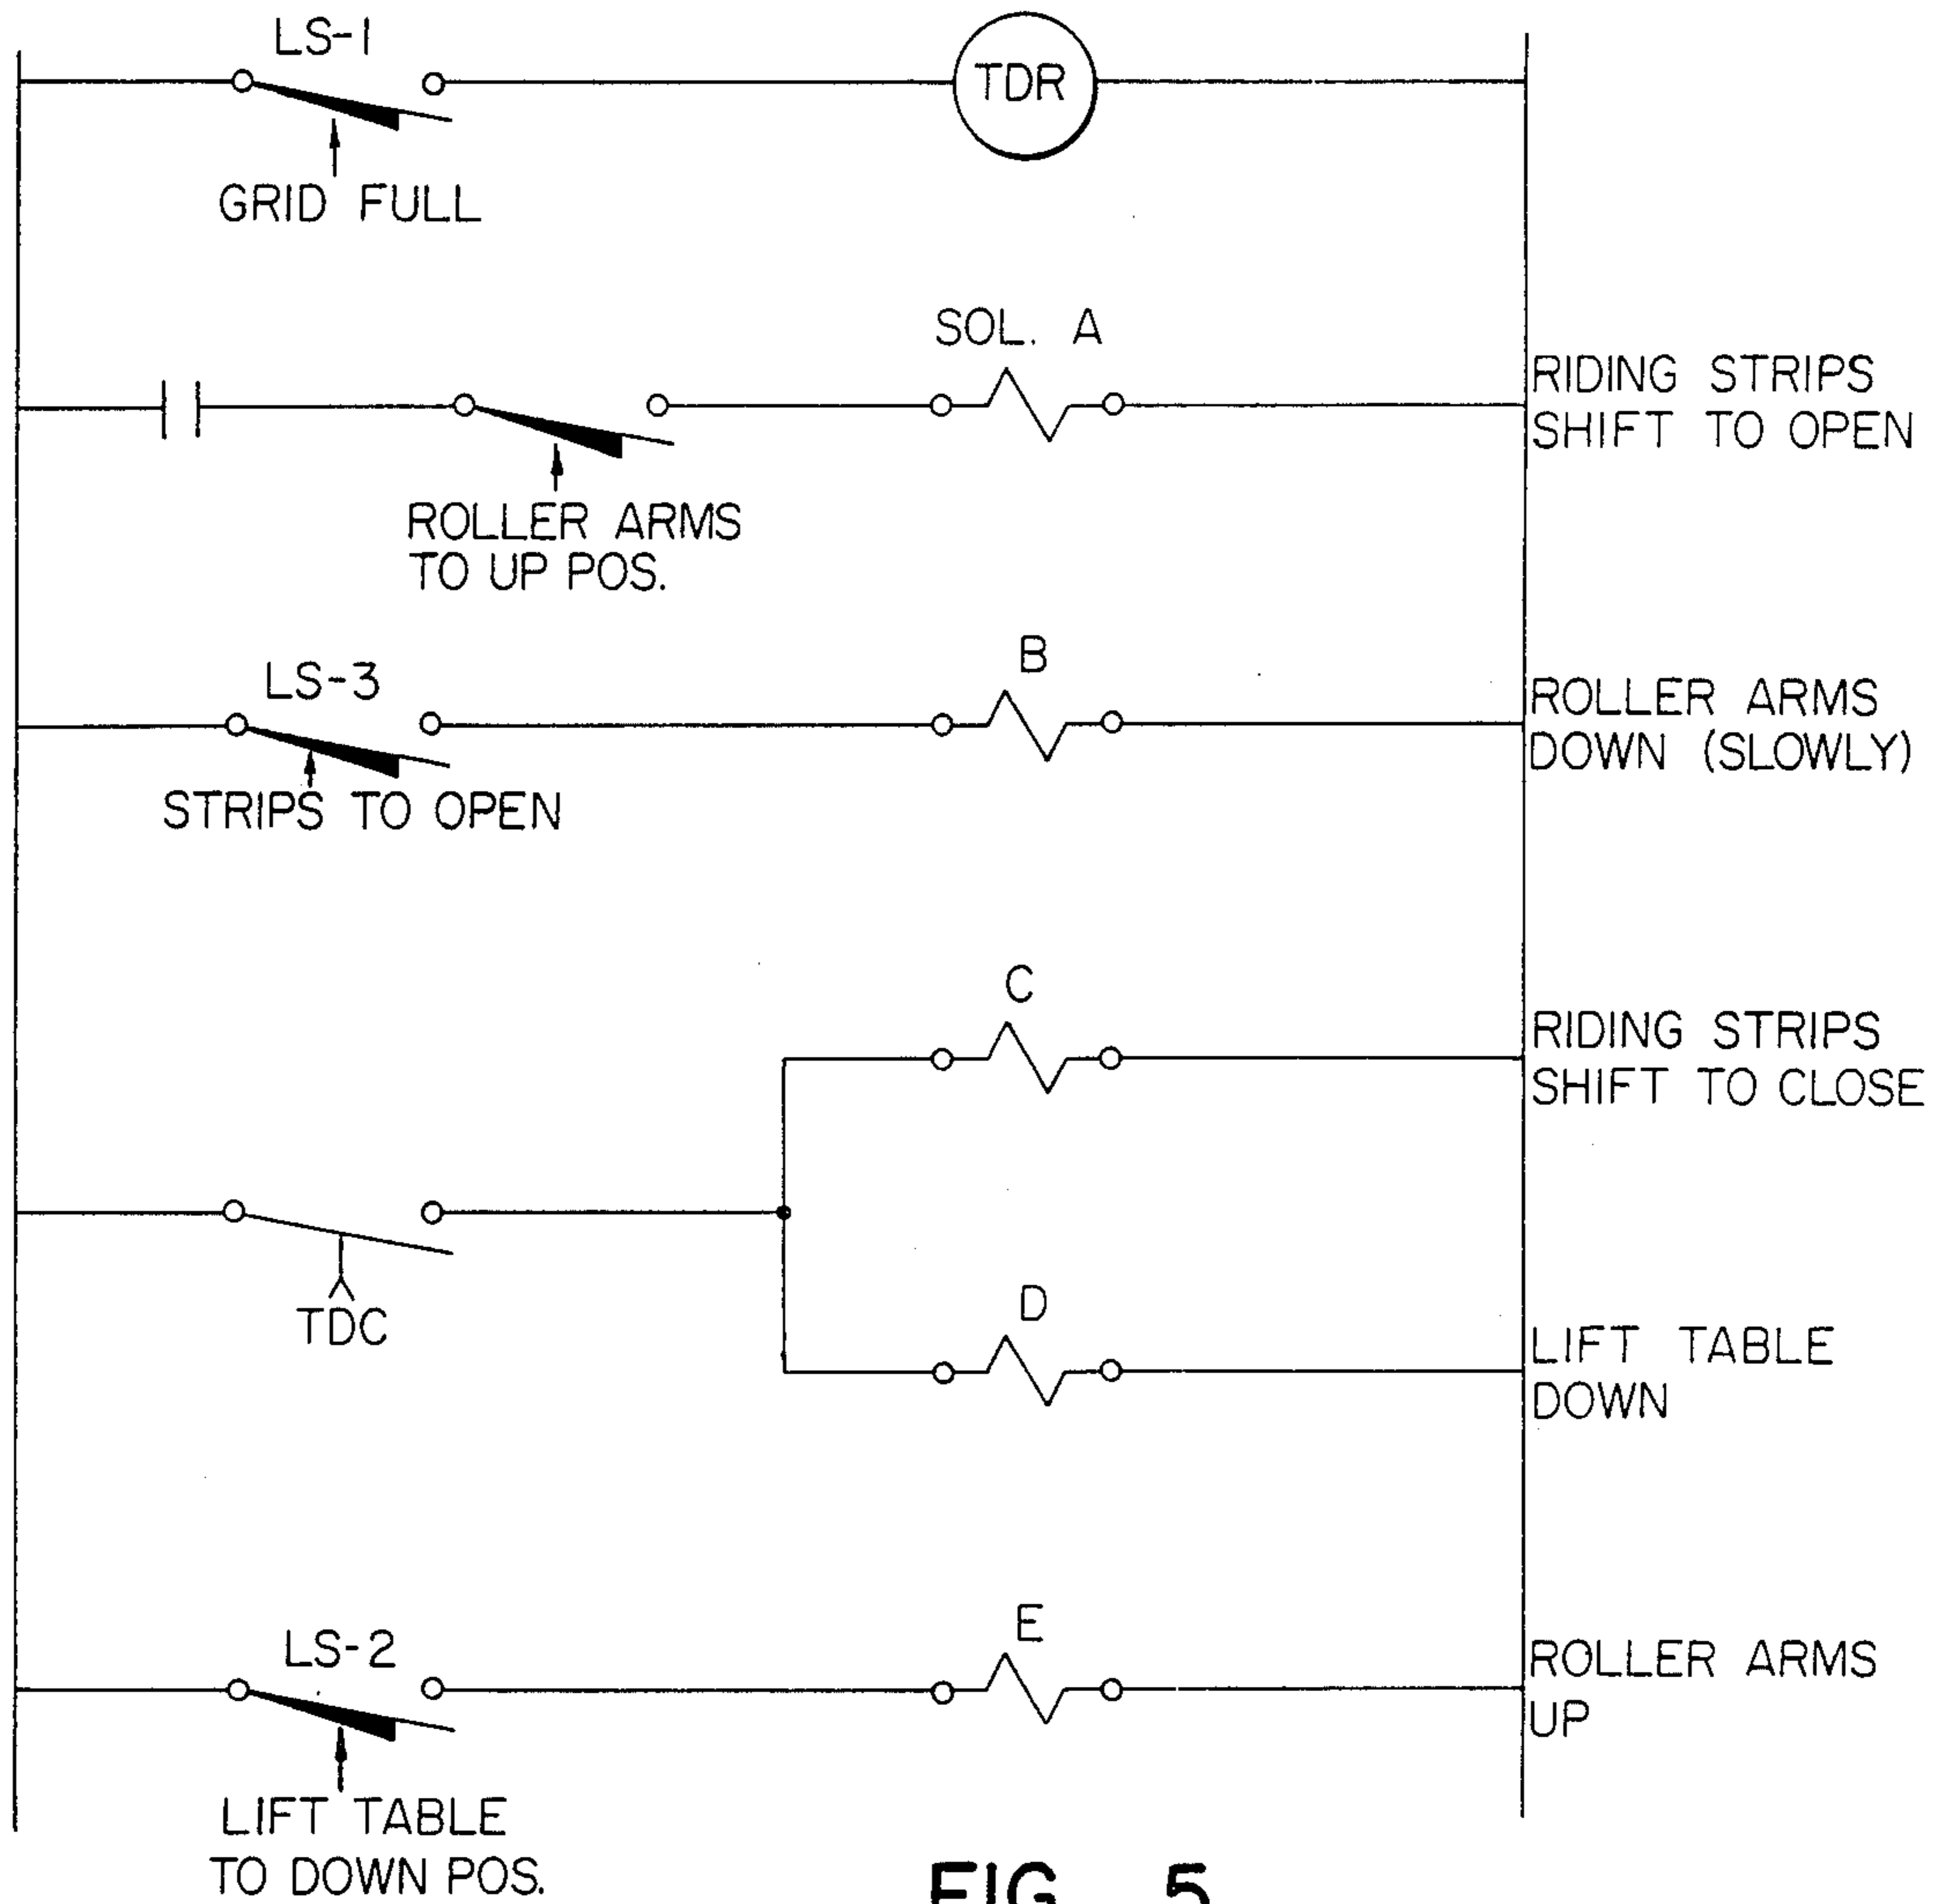 LS-1
TDR
GRID FULL
SOL. A
RIDING STRIPS
SHIFT TO OPEN
ROLLER ARMS
TO UP POS.
LS-3
B
ROLLER ARMS
DOWN (SLOWLY)
STRIPS TO OPEN
C
RIDING STRIPS
SHIFT TO CLOSE
TDC
D
LIFT TABLE
DOWN
LS-2
E
ROLLER ARMS
UP
LIFT TABLE
TO DOWN POS.
FIG. 5